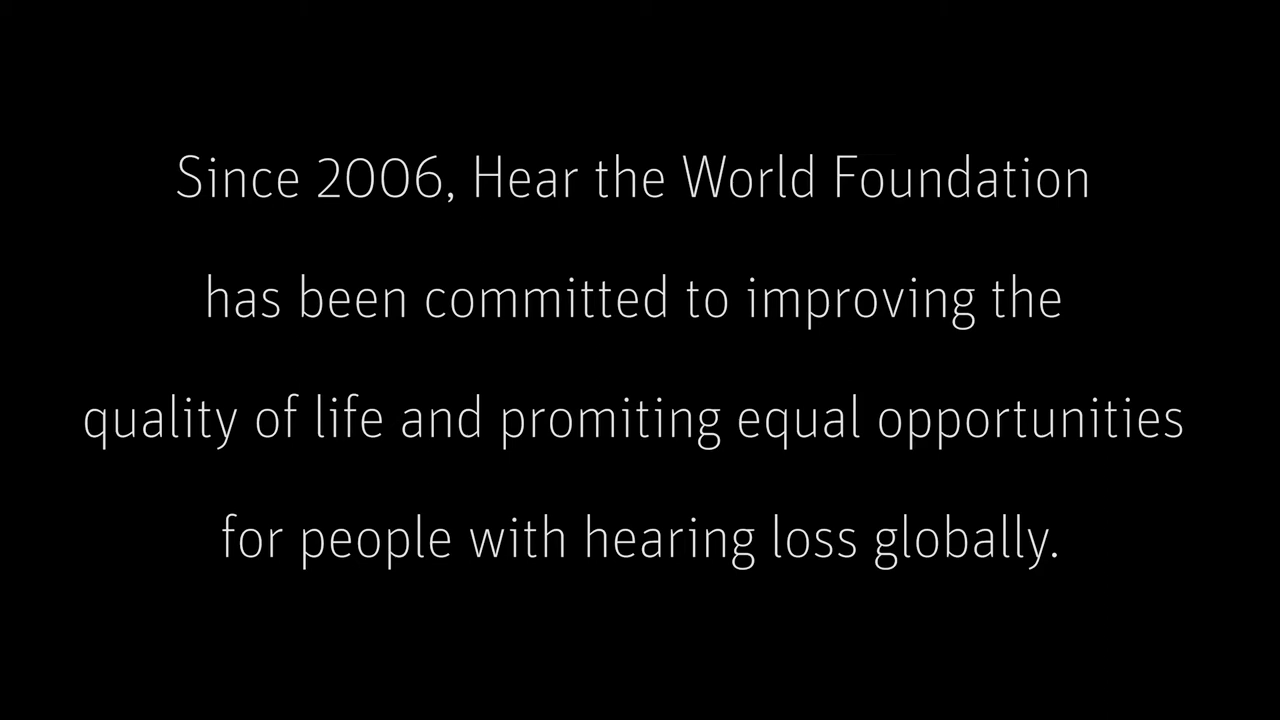 Since 2006, Hear the World Foundation
has been committed to improving the
quality of life and promiting equal opportunities
for people with hearing loss globally.